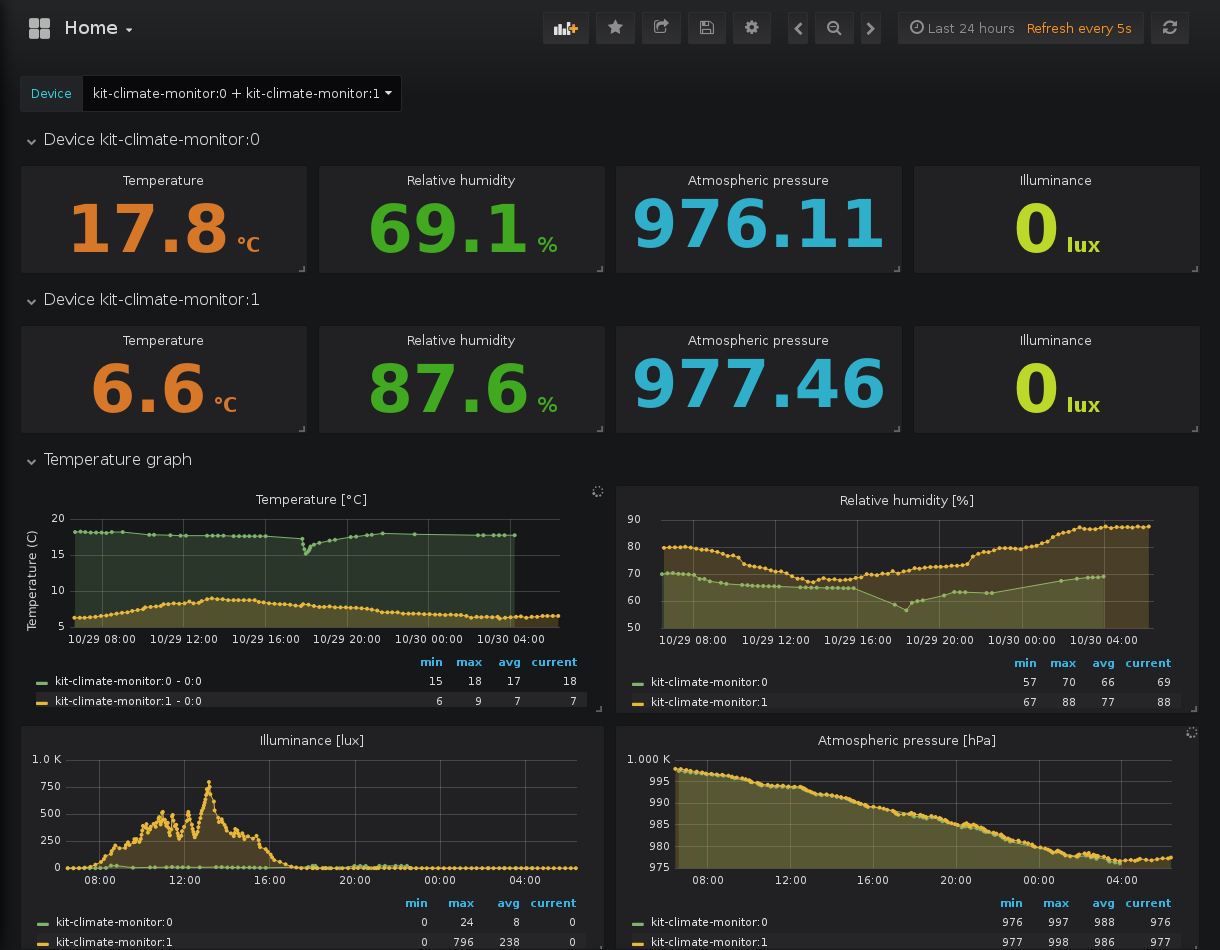 Home
Last 24 hours Refresh every 5s
Device kit-climate-monitor:0 + kit-climate-monitor:1
Device kit-climate-monitor:0
Temperature Relative humidity Atmospheric pressure Illuminance
17.8 °C 69.1 % 976.11 0 lux
Device kit-climate-monitor:1
Temperature Relative humidity Atmospheric pressure Illuminance
6.6 °C 87.6 % 977.46 0 lux
Temperature graph
Temperature [°C]
Temperature (C)
20
15
10
5
10/29 08:00 10/29 12:00 10/29 16:00 10/29 20:00 10/30 00:00 10/30 04:00
min max avg current
kit-climate-monitor:0 - 0:0 15 18 17 18
kit-climate-monitor:1 - 0:0 6 9 7 7
Relative humidity [%]
90
80
70
60
50
10/29 08:00 10/29 12:00 10/29 16:00 10/29 20:00 10/30 00:00 10/30 04:00
min max avg current
kit-climate-monitor:0 57 70 66 69
kit-climate-monitor:1 67 88 77 88
Illuminance [lux]
1.0 K
750
500
250
0
08:00 12:00 16:00 20:00 00:00 04:00
min max avg current
kit-climate-monitor:0 0 24 8 0
kit-climate-monitor:1 0 796 238 0
Atmospheric pressure [hPa]
1.000 K
995
990
985
980
975
08:00 12:00 16:00 20:00 00:00 04:00
min max avg current
kit-climate-monitor:0 976 997 988 976
kit-climate-monitor:1 977 998 986 977